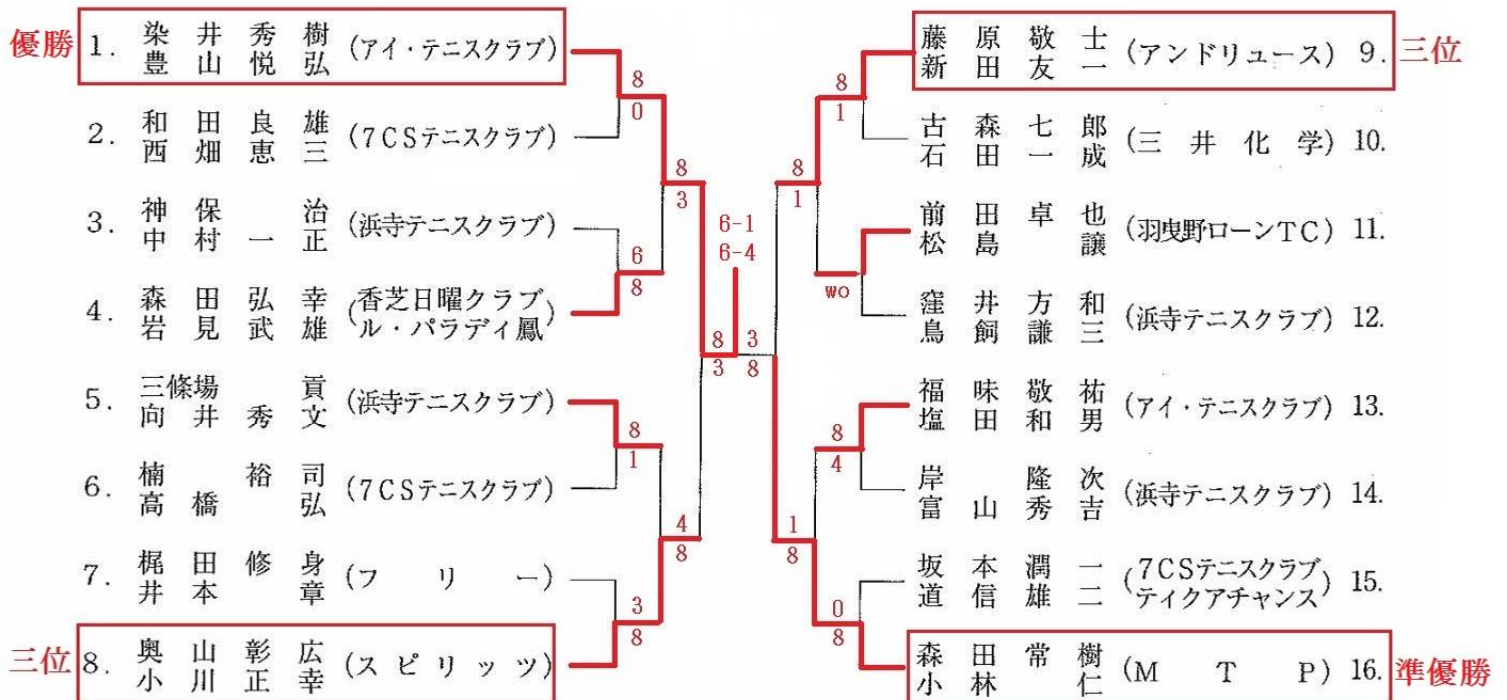 優勝
1. 染井秀樹 (アイ・テニスクラブ)
豊山悦弘
8
0
2. 和田良雄 (7CSテニスクラブ)
西畑恵三
8
3
3. 神保治 (浜寺テニスクラブ)
中村一正
6
8
4. 森田弘幸 (香芝日曜クラブ
岩見武雄 ル・パラディ鳳)
8
3
5. 三條場貢 (浜寺テニスクラブ)
向井秀文
8
1
6. 楠裕司 (7CSテニスクラブ)
高橋弘
4
8
7. 梶田修身 (フリー)
井本章
3
8
三位
8. 奥山彰広 (スピリッツ)
小川正幸
6-1
6-4
藤原敬士 (アンドリュース) 9.
新田友一
三位
8
1
古森七郎 (三井化学) 10.
石田一成
8
1
前田卓也 (羽曳野ローンTC) 11.
松島譲
wo
窪井方和 (浜寺テニスクラブ) 12.
鳥飼謙三
3
8
福味敬祐 (アイ・テニスクラブ) 13.
塩田和男
8
4
岸隆次 (浜寺テニスクラブ) 14.
富山秀吉
1
8
坂本潤一 (7CSテニスクラブ
道信雄二 ティクアチャンス) 15.
0
8
森田常樹 (MTP) 16.
小林仁
準優勝